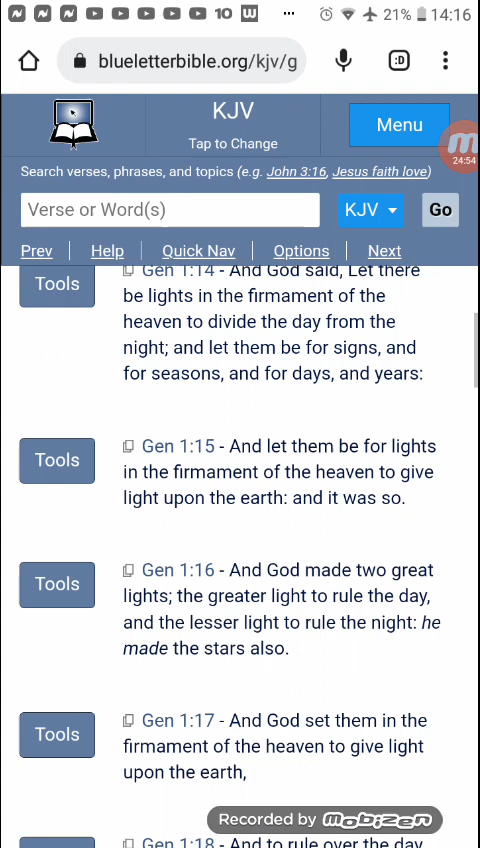 10 W ... 21% 14:16
blueletterbible.org/kjv/g :D
KJV
Tap to Change
Menu
24:54
Search verses, phrases, and topics (e.g. John 3:16, Jesus faith love)
Verse or Word(s) KJV Go
Prev | Help | Quick Nav | Options | Next
Tools
Gen 1:14 - And God said, Let there
be lights in the firmament of the
heaven to divide the day from the
night; and let them be for signs, and
for seasons, and for days, and years:
Tools
Gen 1:15 - And let them be for lights
in the firmament of the heaven to give
light upon the earth: and it was so.
Tools
Gen 1:16 - And God made two great
lights; the greater light to rule the day,
and the lesser light to rule the night: he
made the stars also.
Tools
Gen 1:17 - And God set them in the
firmament of the heaven to give light
upon the earth,
Recorded by mobizen
Gen 1:18 - And to rule over the day